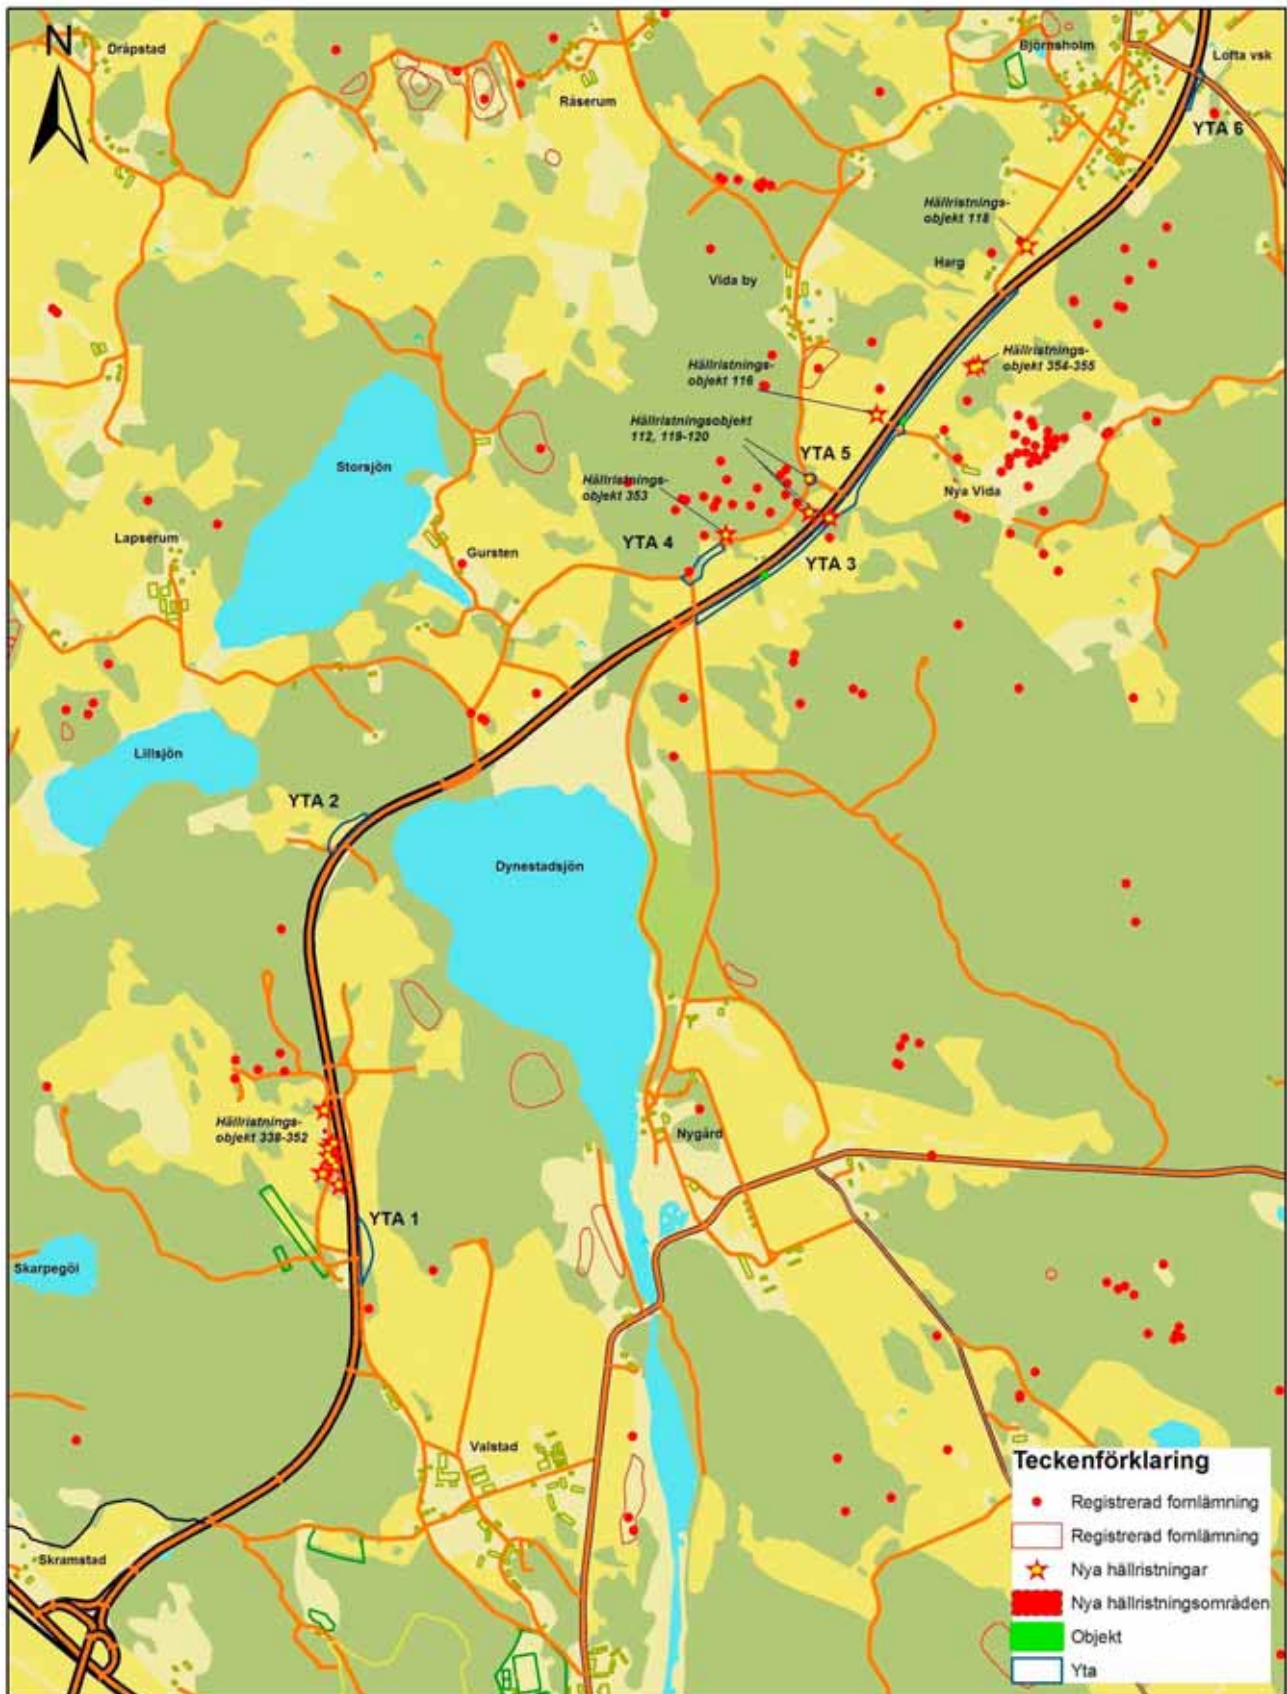 N
Dråpstad
Björnsholm
Lofta vsk
Råserum
YTA 6
Hällristnings-
objekt 118
Harg
Vida by
Hällristnings-
objekt 354-355
Hällristnings-
objekt 116
Hällristningsobjekt
112, 119-120
YTA 5
Storsjön
Hällristnings-
objekt 353
Nya Vida
Lapserum
YTA 4
Gursten
YTA 3
Lillsjön
YTA 2
Dynestadsjön
Hällristnings-
objekt 338-352
Nygård
YTA 1
Skarpegöl
Valstad
Skramstad
Teckenförklaring
Registrerad fornlämning
Registrerad fornlämning
Nya hällristningar
Nya hällristningsområden
Objekt
Yta